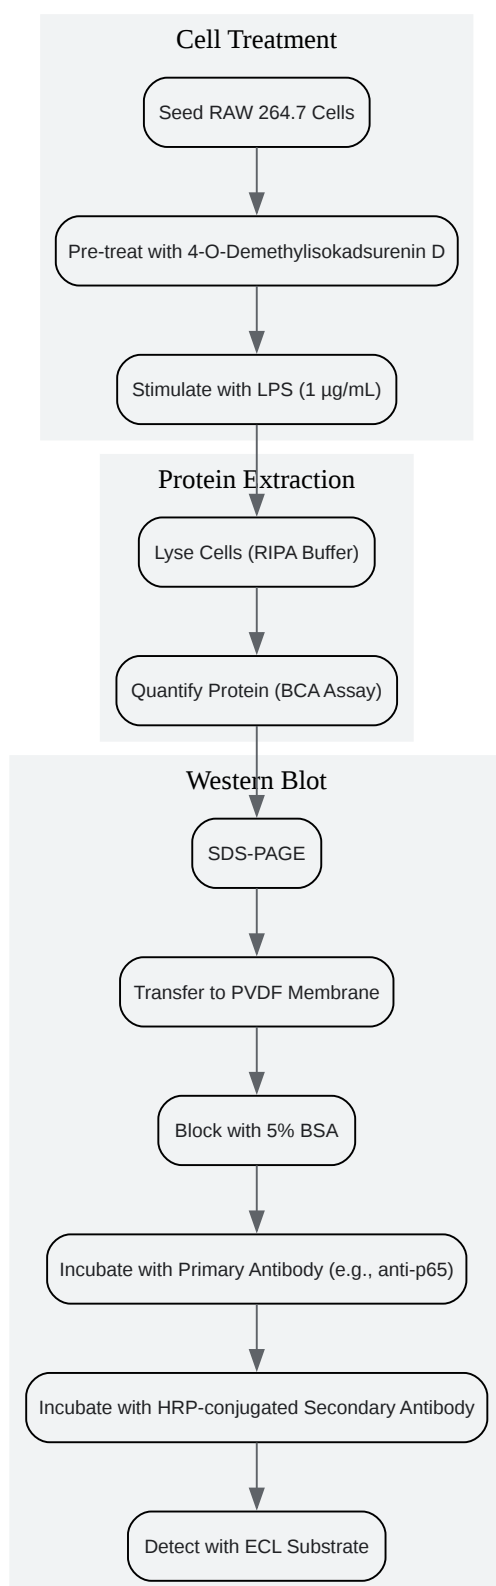 Cell Treatment
Seed RAW 264.7 Cells
Pre-treat with 4-O-Demethylisokadsurenin D
Stimulate with LPS (1 µg/mL)
Protein Extraction
Lyse Cells (RIPA Buffer)
Quantify Protein (BCA Assay)
Western Blot
SDS-PAGE
Transfer to PVDF Membrane
Block with 5% BSA
Incubate with Primary Antibody (e.g., anti-p65)
Incubate with HRP-conjugated Secondary Antibody
Detect with ECL Substrate